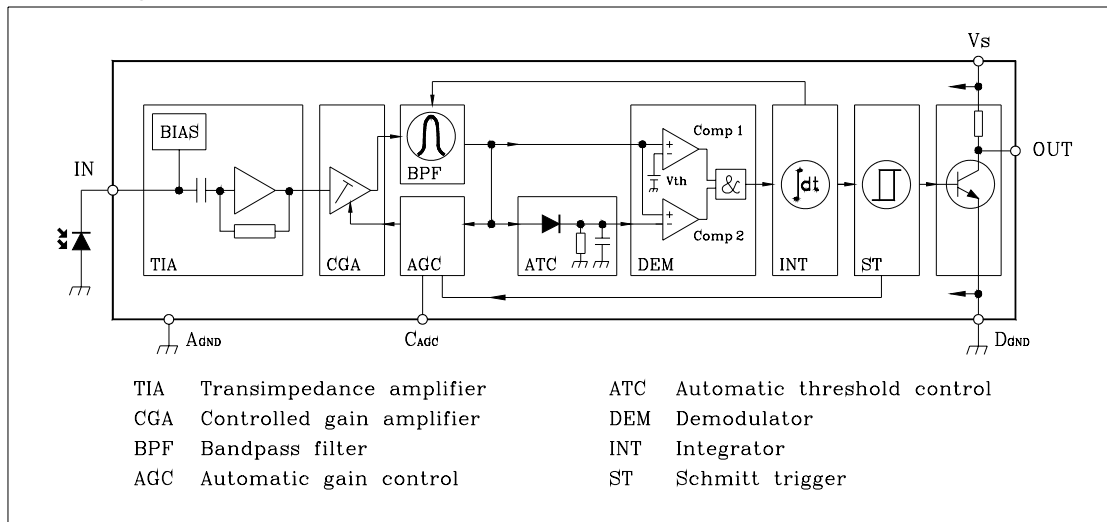 Vs
BIAS
Comp 1
IN
BPF
Vth
&
∫dt
OUT
Comp 2
TIA
CGA
AGC
ATC
DEM
INT
ST
AGND
CAGC
DGND
TIA Transimpedance amplifier
CGA Controlled gain amplifier
BPF Bandpass filter
AGC Automatic gain control
ATC Automatic threshold control
DEM Demodulator
INT Integrator
ST Schmitt trigger